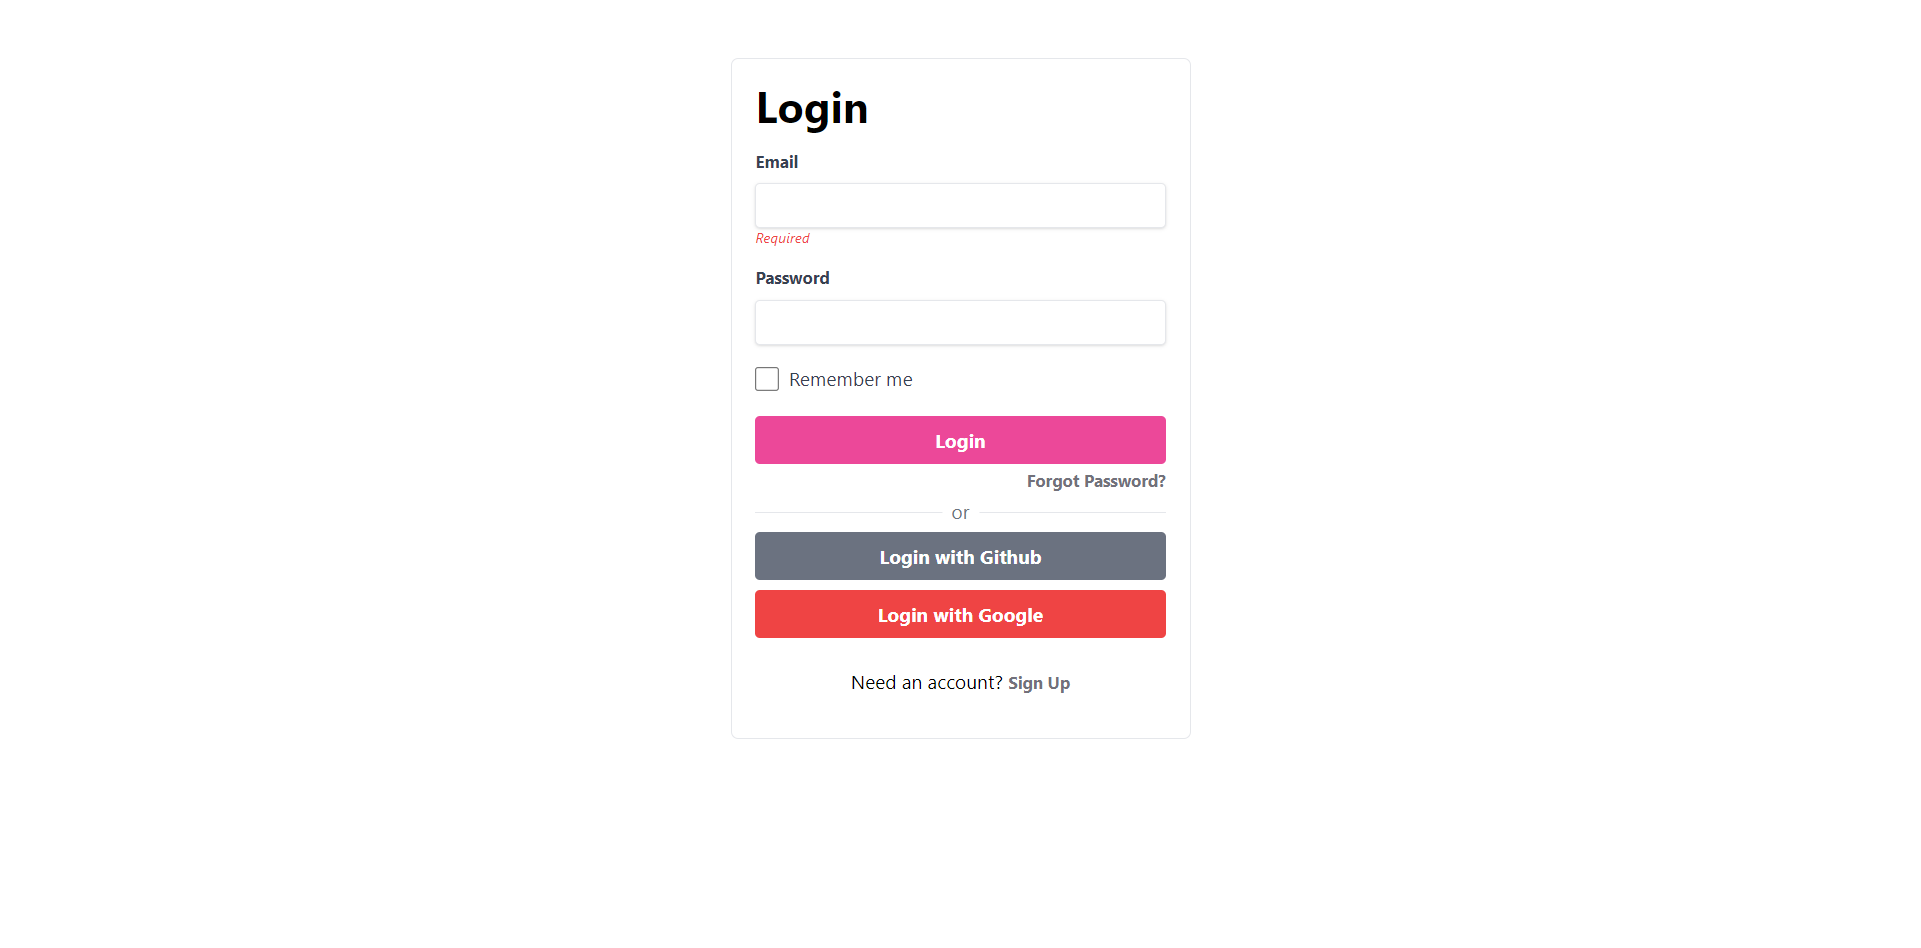 Login
Email
Required
Password
Remember me
Login
Forgot Password?
or
Login with Github
Login with Google
Need an account? Sign Up